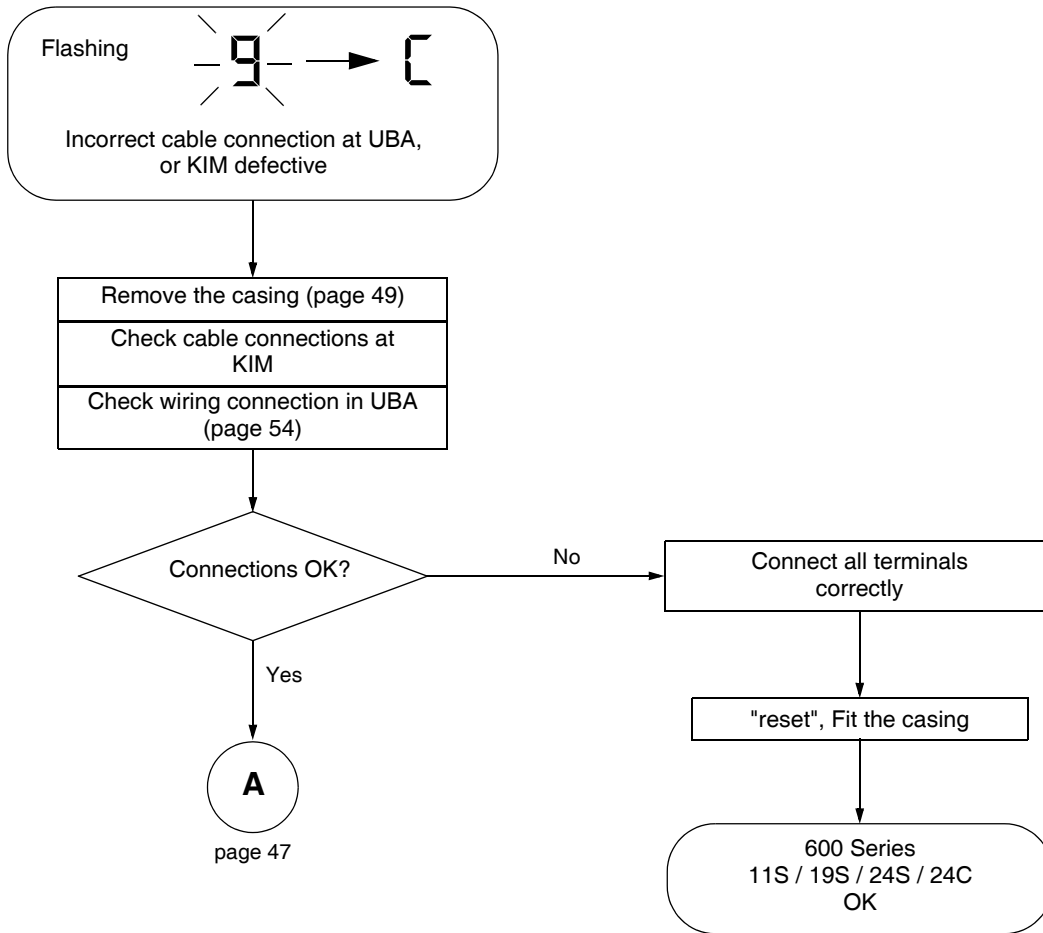 Flashing
9
C
Incorrect cable connection at UBA,
or KIM defective
Remove the casing (page 49)
Check cable connections at
KIM
Check wiring connection in UBA
(page 54)
Connections OK?
No
Connect all terminals
correctly
Yes
"reset", Fit the casing
A
page 47
600 Series
11S / 19S / 24S / 24C
OK